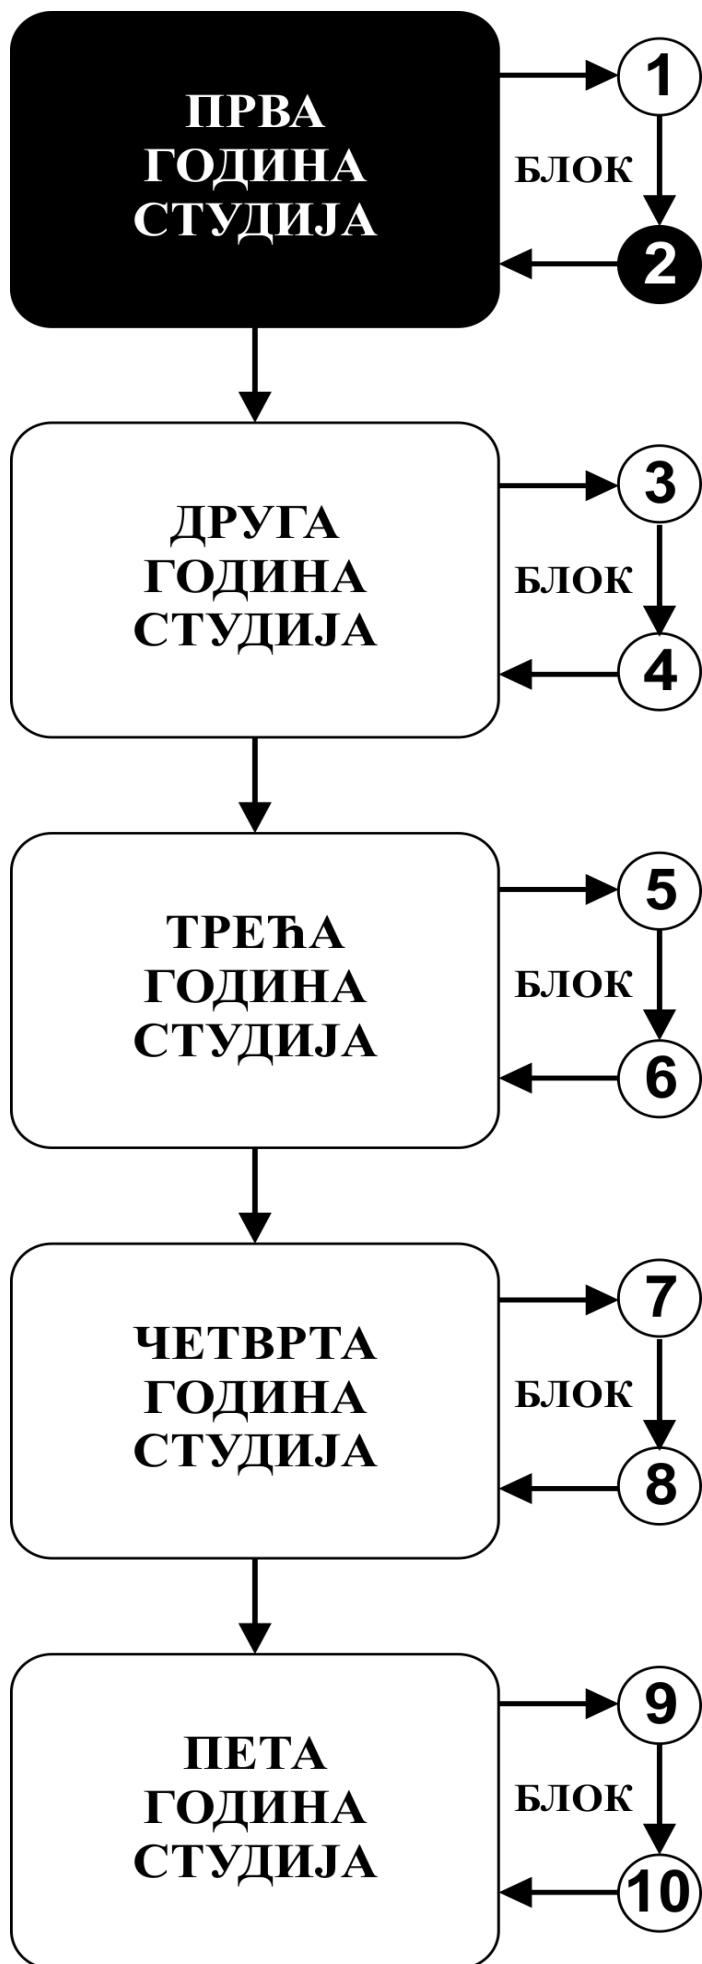 ПРВА
ГОДИНА
СТУДИЈА
1
БЛОК
2
ДРУГА
ГОДИНА
СТУДИЈА
3
БЛОК
4
ТРЕЋА
ГОДИНА
СТУДИЈА
5
БЛОК
6
ЧЕТВРТА
ГОДИНА
СТУДИЈА
7
БЛОК
8
ПЕТА
ГОДИНА
СТУДИЈА
9
БЛОК
10